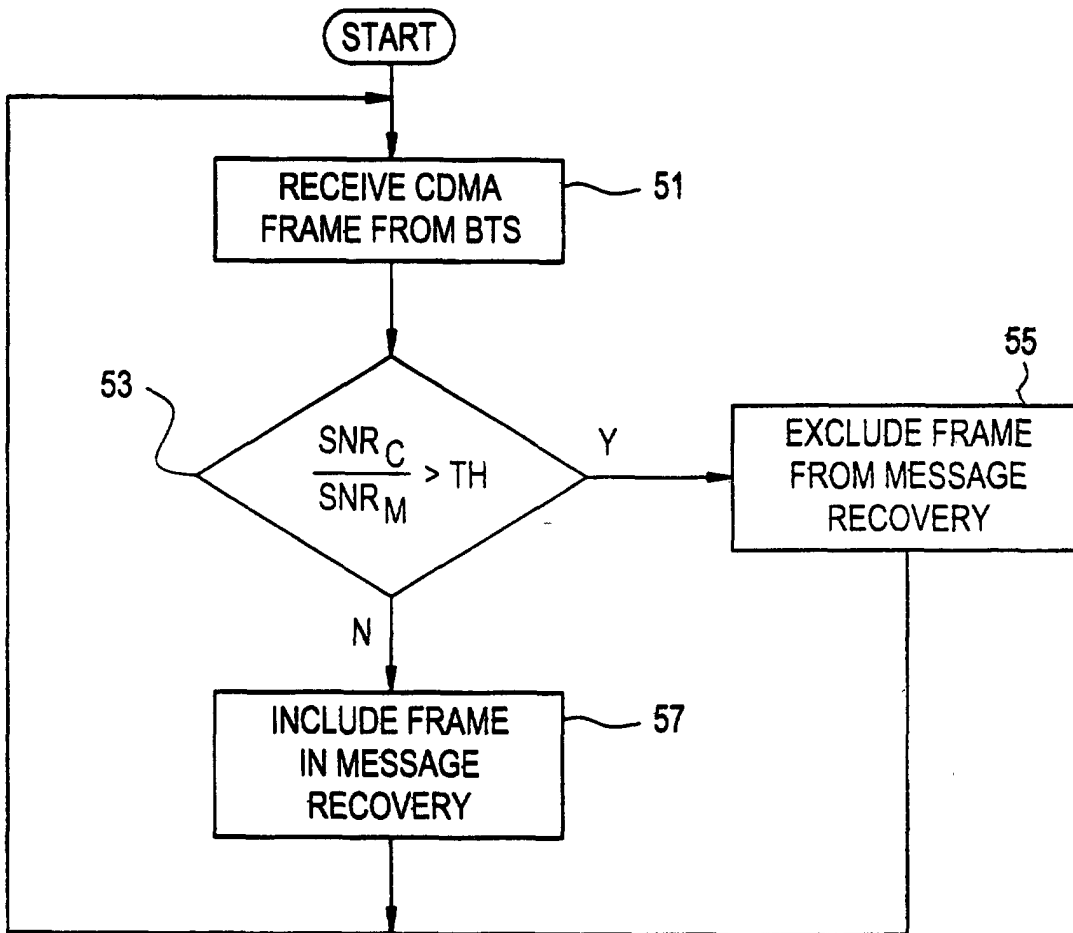 START
RECEIVE CDMA
FRAME FROM BTS
51
53
SNR_C
SNR_M
> TH
Y
55
EXCLUDE FRAME
FROM MESSAGE
RECOVERY
N
INCLUDE FRAME
IN MESSAGE
RECOVERY
57